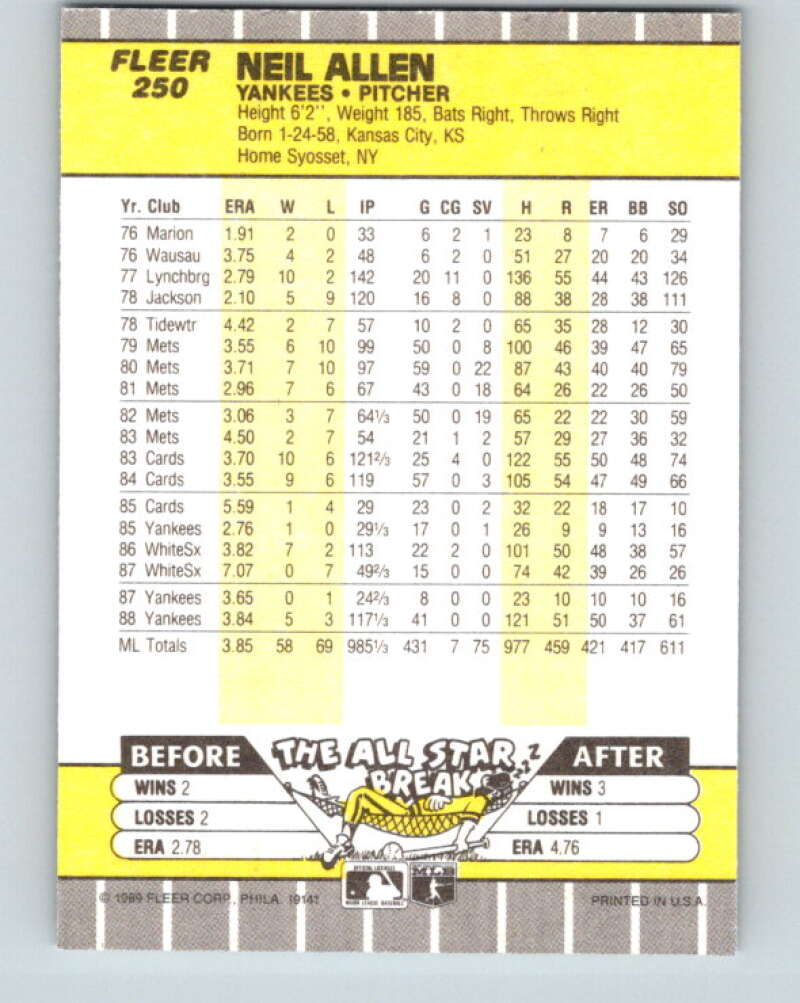 FLEER
250
NEIL ALLEN
YANKEES • PITCHER
Height 6'2'', Weight 185, Bats Right, Throws Right
Born 1-24-58, Kansas City, KS
Home Syosset, NY
Yr. Club ERA W L IP G CG SV H R ER BB SO
76 Marion 1.91 2 0 33 6 2 1 23 8 7 6 29
76 Wausau 3.75 4 2 48 6 2 0 51 27 20 20 34
77 Lynchbrg 2.79 10 2 142 20 11 0 136 55 44 43 126
78 Jackson 2.10 5 9 120 16 8 0 88 38 28 38 111
78 Tidewtr 4.42 2 7 57 10 2 0 65 35 28 12 30
79 Mets 3.55 6 10 99 50 0 8 100 46 39 47 65
80 Mets 3.71 7 10 97 59 0 22 87 43 40 40 79
81 Mets 2.96 7 6 67 43 0 18 64 26 22 26 50
82 Mets 3.06 3 7 64⅓ 50 0 19 65 22 22 30 59
83 Mets 4.50 2 7 54 21 1 2 57 29 27 36 32
83 Cards 3.70 10 6 121⅔ 25 4 0 122 55 50 48 74
84 Cards 3.55 9 6 119 57 0 3 105 54 47 49 66
85 Cards 5.59 1 4 29 23 0 2 32 22 18 17 10
85 Yankees 2.76 1 0 29⅓ 17 0 1 26 9 9 13 16
86 WhiteSx 3.82 7 2 113 22 2 0 101 50 48 38 57
87 WhiteSx 7.07 0 7 49⅔ 15 0 0 74 42 39 26 26
87 Yankees 3.65 0 1 24⅔ 8 0 0 23 10 10 10 16
88 Yankees 3.84 5 3 117⅓ 41 0 0 121 51 50 37 61
ML Totals 3.85 58 69 985⅓ 431 7 75 977 459 421 417 611
BEFORE THE ALL STAR BREAK ZZZ AFTER
WINS 2 WINS 3
LOSSES 2 LOSSES 1
ERA 2.78 ERA 4.76
OFFICIAL LICENSEE
MAJOR LEAGUE BASEBALL
© 1989 FLEER CORP., PHILA. 19141 PRINTED IN U.S.A.